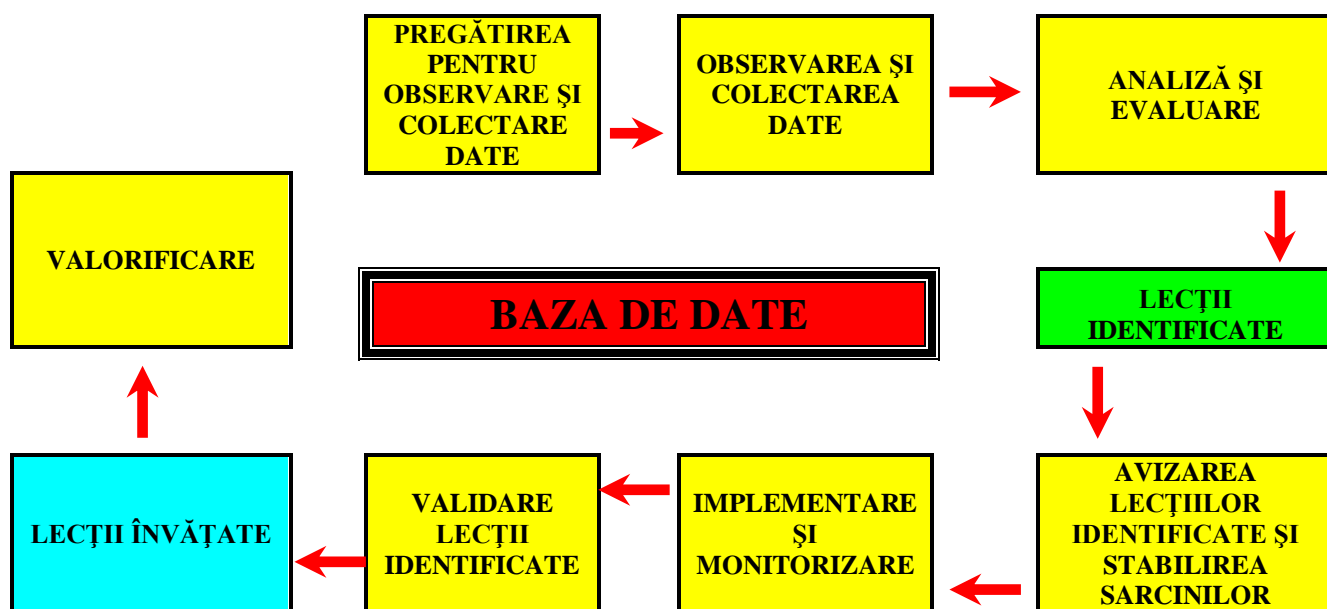 PREGĂTIREA
PENTRU
OBSERVARE ŞI
COLECTARE
DATE
OBSERVAREA ŞI
COLECTAREA
DATE
ANALIZĂ ŞI
EVALUARE
VALORIFICARE
BAZA DE DATE
LECŢII
IDENTIFICATE
LECŢII ÎNVĂŢATE
VALIDARE
LECŢII
IDENTIFICATE
IMPLEMENTARE
ŞI
MONITORIZARE
AVIZAREA
LECŢIILOR
IDENTIFICATE ŞI
STABILIREA
SARCINILOR